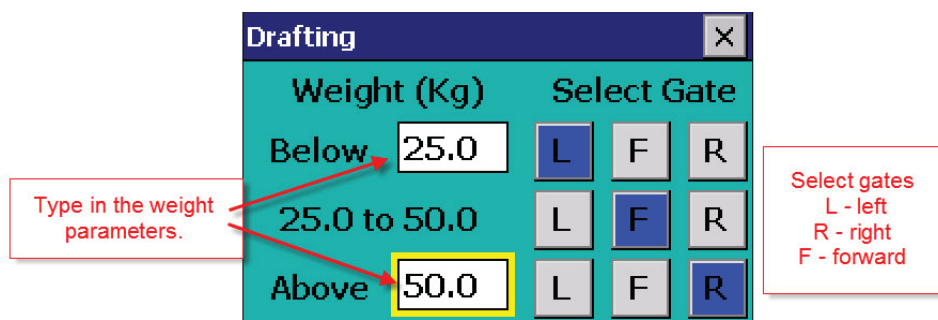 Drafting
Weight (Kg) Select Gate
Below 25.0 L F R
25.0 to 50.0 L F R
Above 50.0 L F R
Type in the weight
parameters.
Select gates
L - left
R - right
F - forward